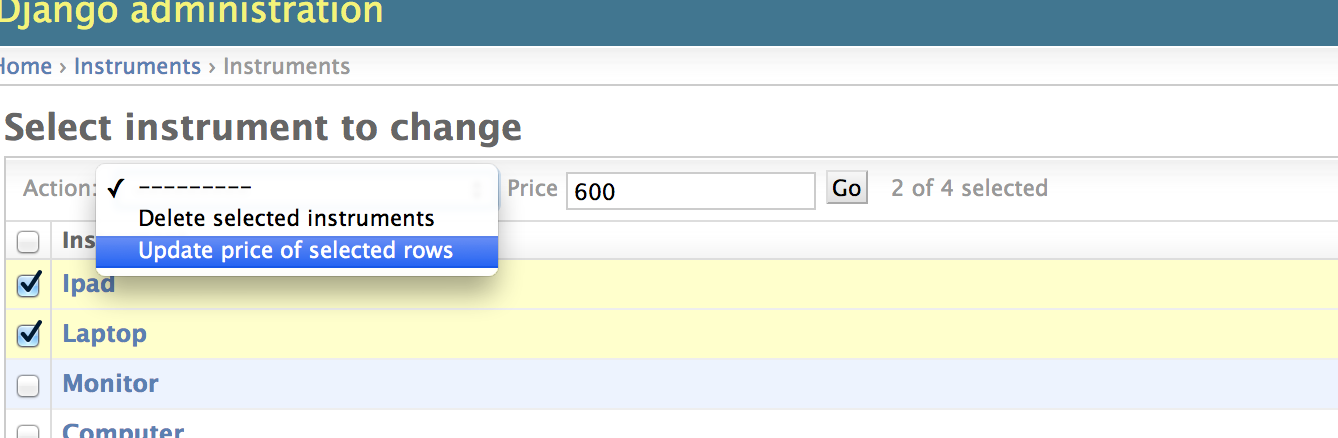 Django administration
Home › Instruments › Instruments
Select instrument to change
Action: ---------
Price 600 Go 2 of 4 selected
Delete selected instruments
Update price of selected rows
Ins
Ipad
Laptop
Monitor
Computer